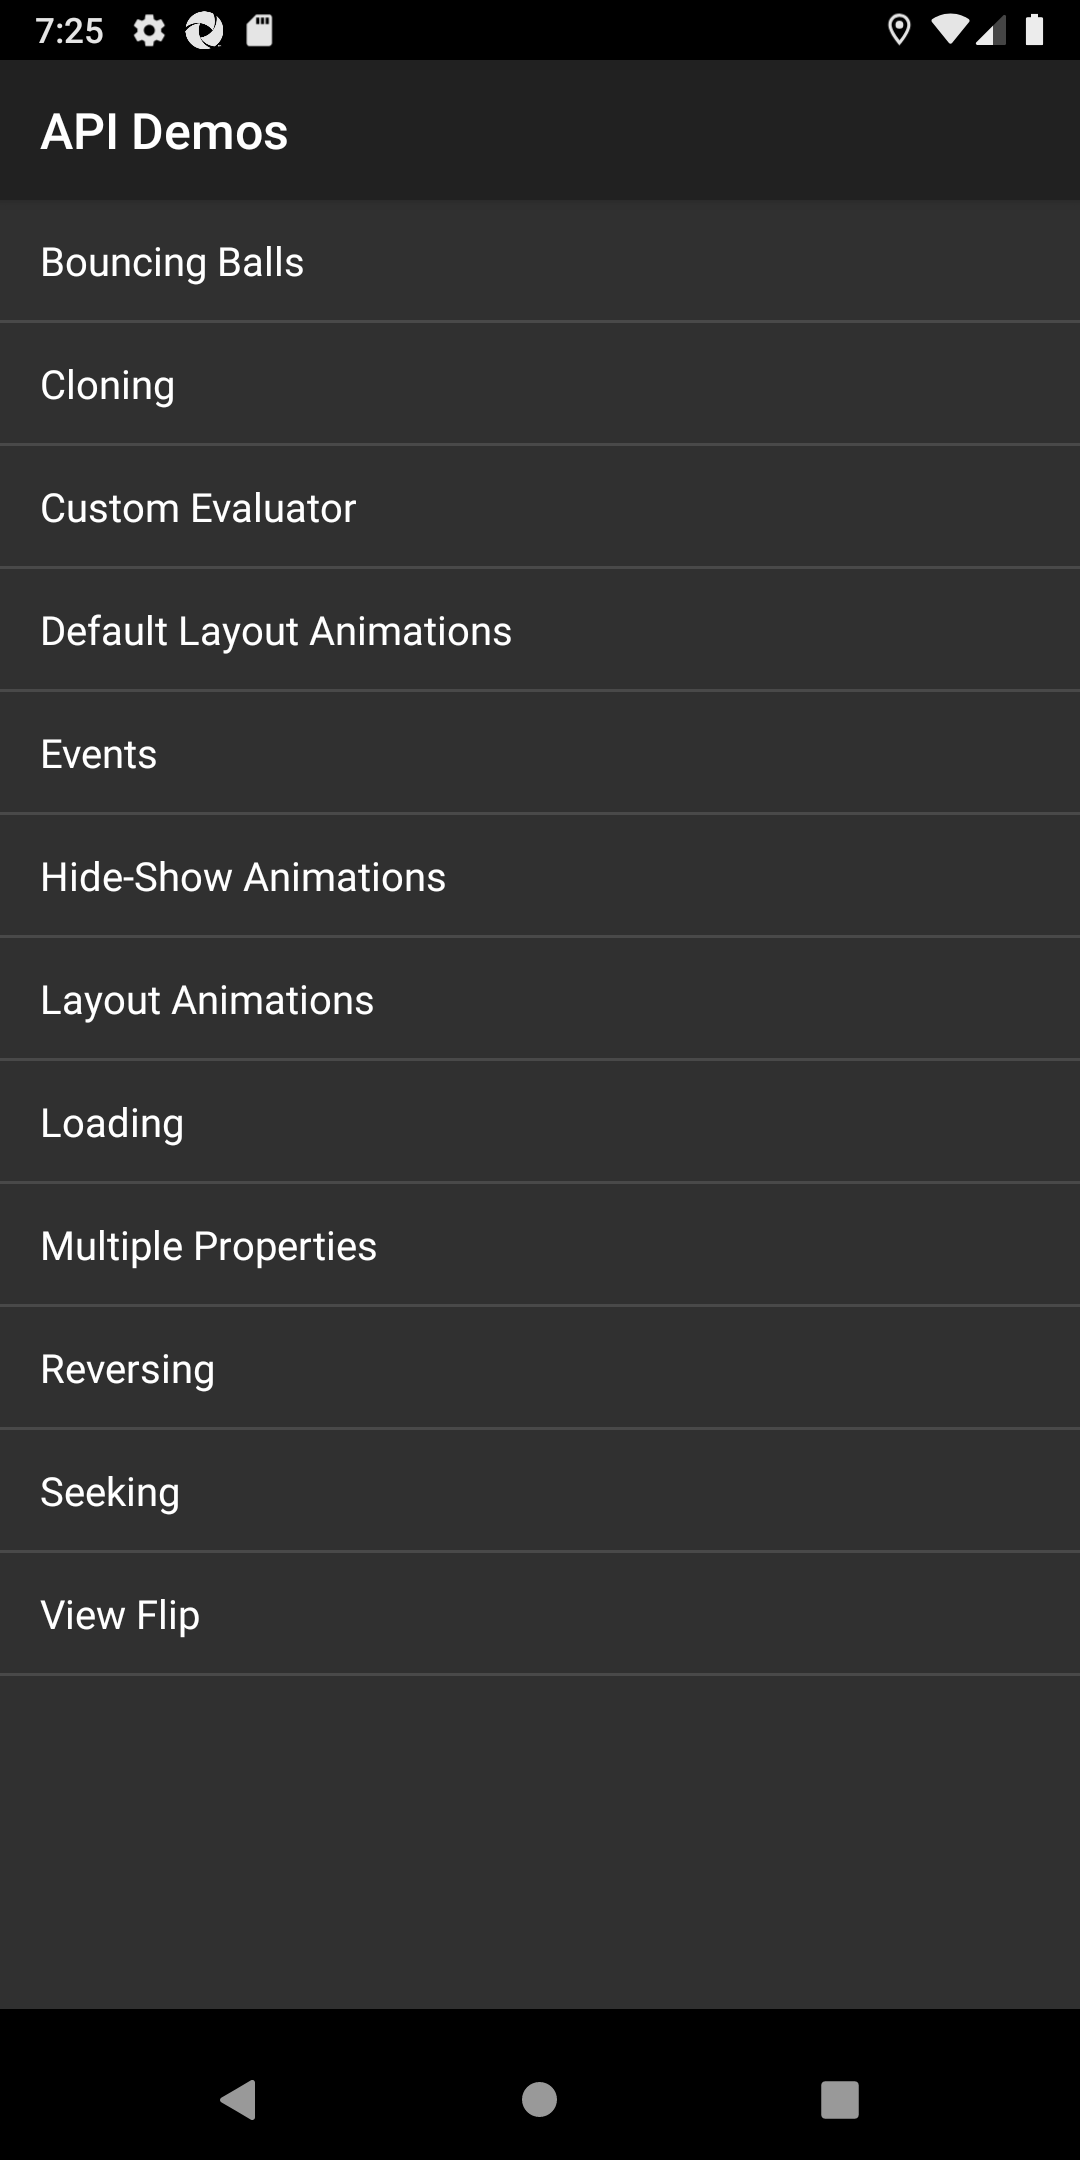 7:25
API Demos
Bouncing Balls
Cloning
Custom Evaluator
Default Layout Animations
Events
Hide-Show Animations
Layout Animations
Loading
Multiple Properties
Reversing
Seeking
View Flip